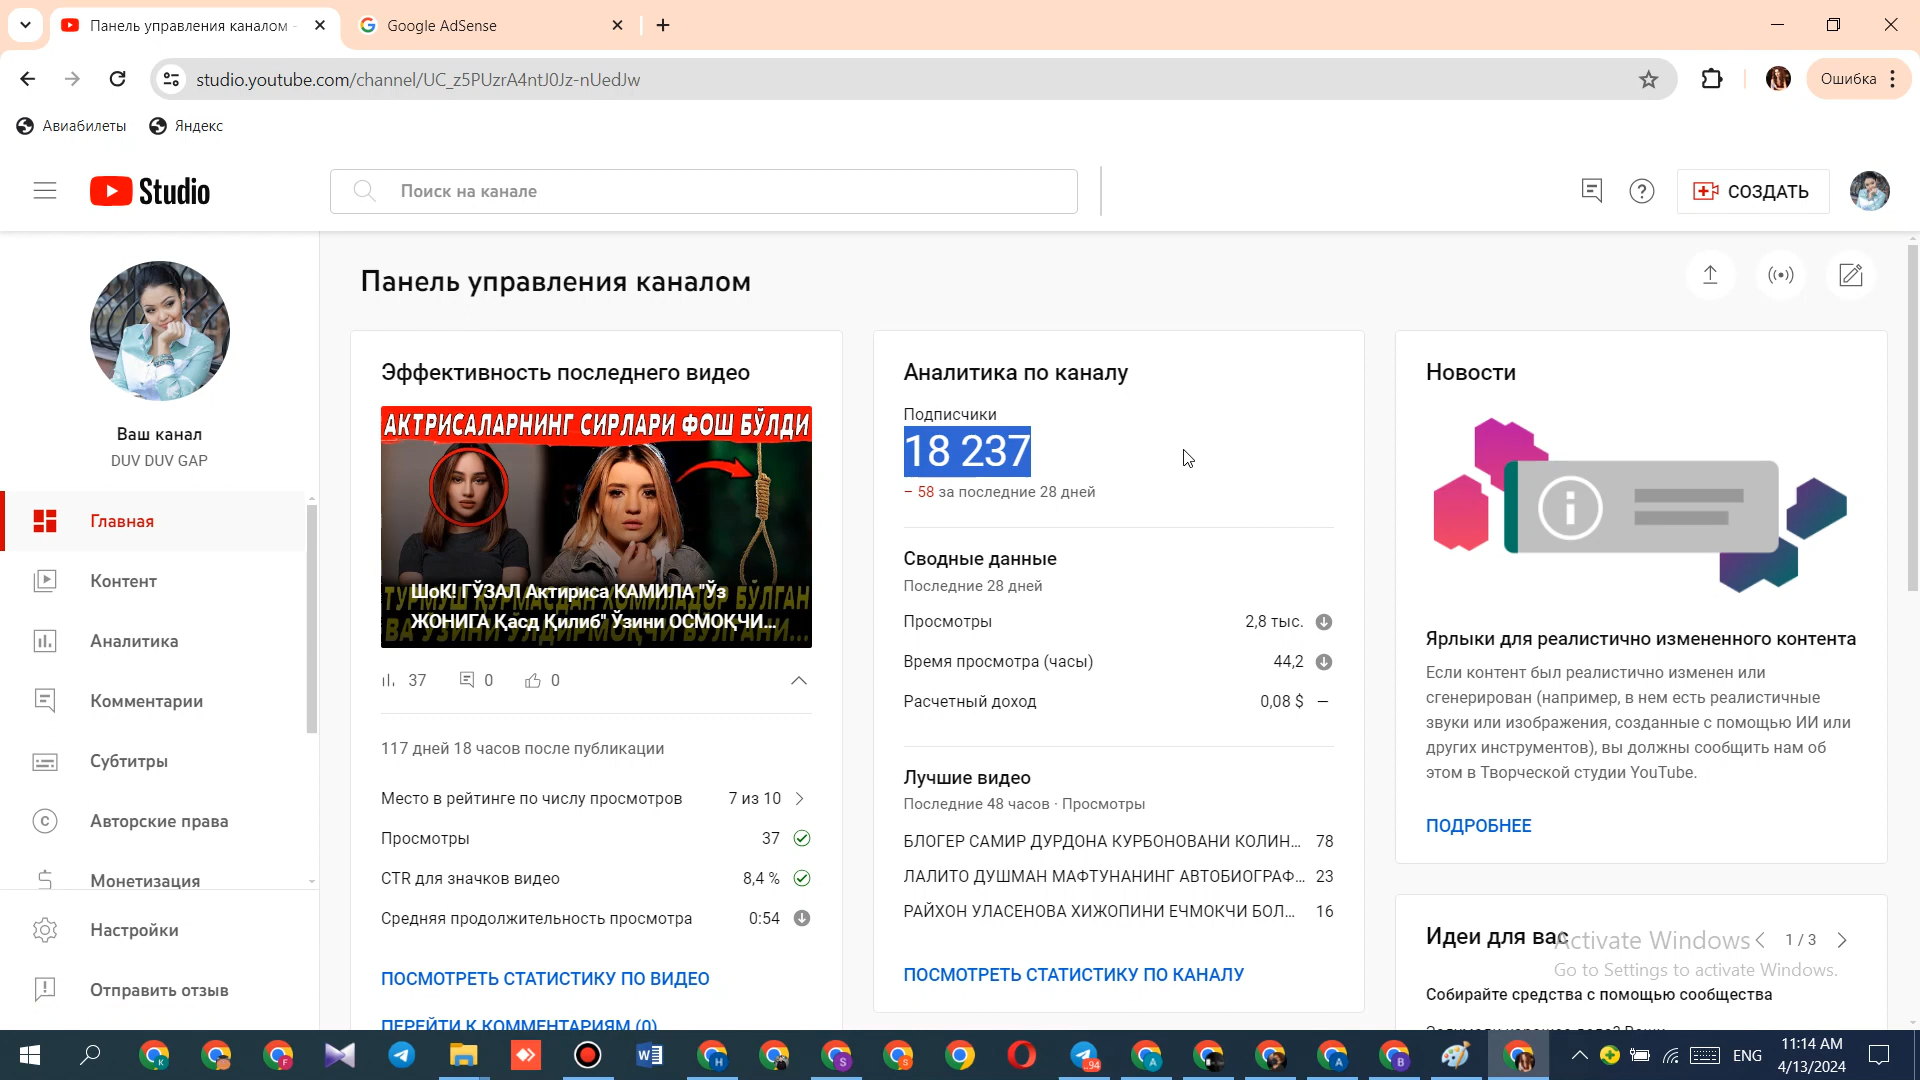 Панель управления каналом -
Google AdSense
studio.youtube.com/channel/UC_z5PUzrA4ntJ0Jz-nUedJw
Ошибка
Авиабилеты
Яндекс
Studio
Поиск на канале
СОЗДАТЬ
Ваш канал
DUV DUV GAP
Главная
Контент
Аналитика
Комментарии
Субтитры
Авторские права
Монетизация
Настройки
Отправить отзыв
Панель управления каналом
Эффективность последнего видео
АКТРИСАЛАРНИНГ СИРЛАРИ ФОШ БЎЛДИ
ШоК! ГЎЗАЛ Актириса КАМИЛА "Ўз
ТУРМУШ ҚУРМАСДАН ХОМИЛАДОР БЎЛГАН
ЖОНИГА Қасд Қилиб" Ўзини ОСМОҚЧИ...
ВА ЎЗИНИ ЎЛДИРМОҚЧИ БЎЛГАНИ...
37 0 0
117 дней 18 часов после публикации
Место в рейтинге по числу просмотров 7 из 10
Просмотры 37
CTR для значков видео 8,4 %
Средняя продолжительность просмотра 0:54
ПОСМОТРЕТЬ СТАТИСТИКУ ПО ВИДЕО
ПЕРЕЙТИ К КОММЕНТАРИЯМ (0)
Аналитика по каналу
Подписчики
18 237
– 58 за последние 28 дней
Сводные данные
Последние 28 дней
Просмотры 2,8 тыс.
Время просмотра (часы) 44,2
Расчетный доход 0,08 $ —
Лучшие видео
Последние 48 часов · Просмотры
БЛОГЕР САМИР ДУРДОНА КУРБОНОВАНИ КОЛИН... 78
ЛАЛИТО ДУШМАН МАФТУНАНИНГ АВТОБИОГРАФ... 23
РАЙХОН УЛАСЕНОВА ХИЖОПИНИ ЕЧМОКЧИ БОЛ... 16
ПОСМОТРЕТЬ СТАТИСТИКУ ПО КАНАЛУ
Новости
Ярлыки для реалистично измененного контента
Если контент был реалистично изменен или
сгенерирован (например, в нем есть реалистичные
звуки или изображения, созданные с помощью ИИ или
других инструментов), вы должны сообщить нам об
этом в Творческой студии YouTube.
ПОДРОБНЕЕ
Идеи для вас 1 / 3
Activate Windows
Go to Settings to activate Windows.
Собирайте средства с помощью сообщества
ENG
11:14 AM
4/13/2024